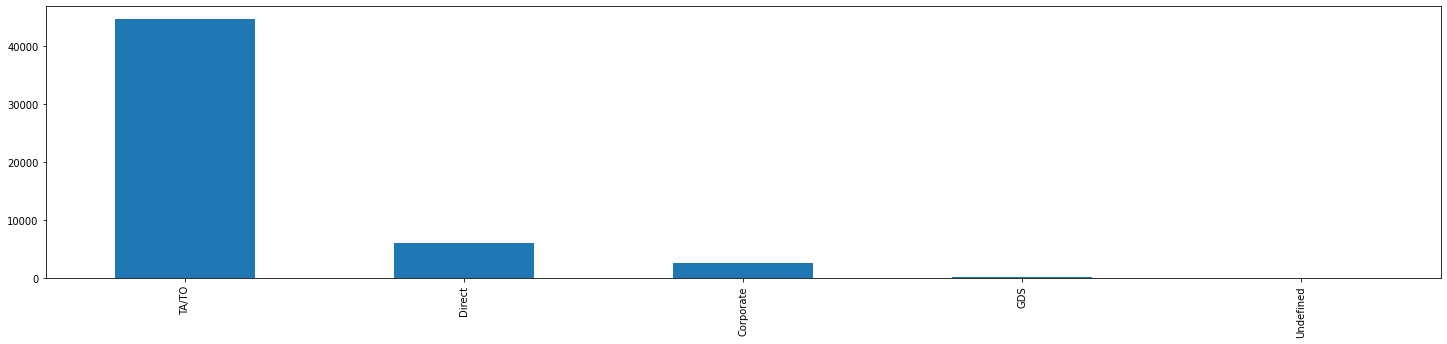 40000
30000
20000
10000
0
TA/TO
Direct
Corporate
GDS
Undefined